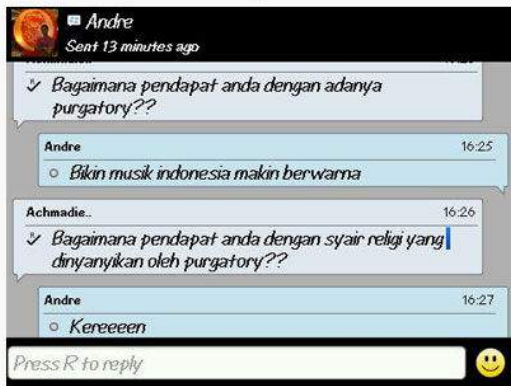 Andre
Sent 13 minutes ago
Bagaimana pendapat anda dengan adanya
purgatory??
Andre 16:25
Bikin musik indonesia makin berwarna
Achmadie.. 16:26
Bagaimana pendapat anda dengan syair religi yang
dinyanyikan oleh purgatory??
Andre 16:27
Kereeeen
Press R to reply